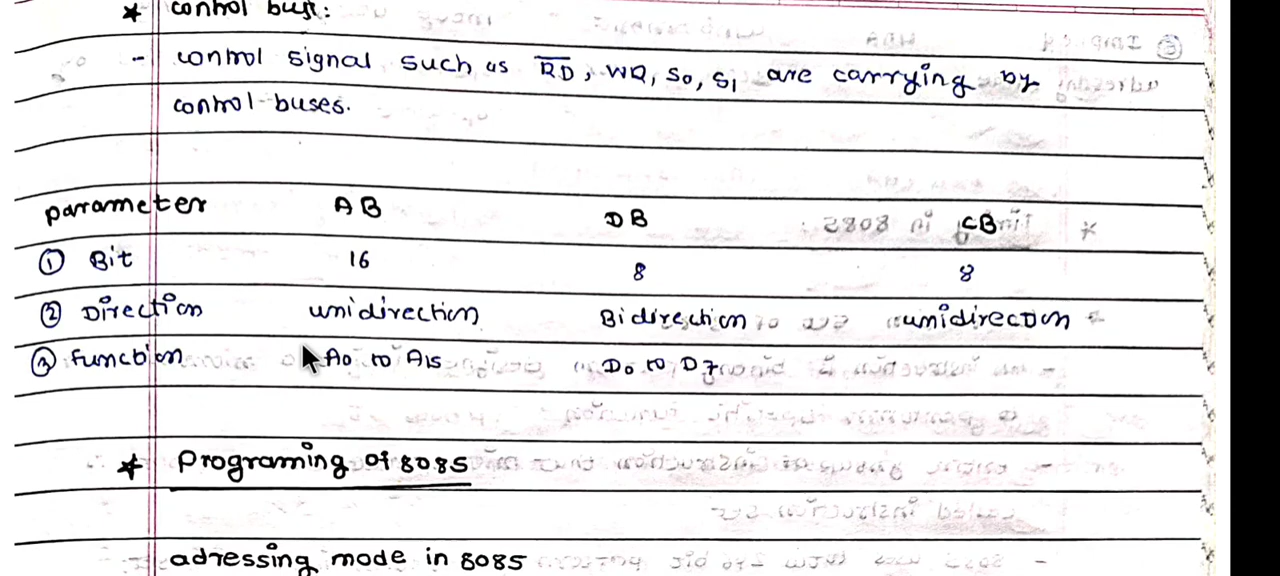 * control bus:
- control signal such as R̅D̅, WR, S0, S1 are carrying by
control buses.
parameter AB DB CB
① Bit 16 8 8
② Direction unidirection Bidirection unidirection
③ function A0 to A15 D0 to D7
* Programing of 8085
adressing mode in 8085